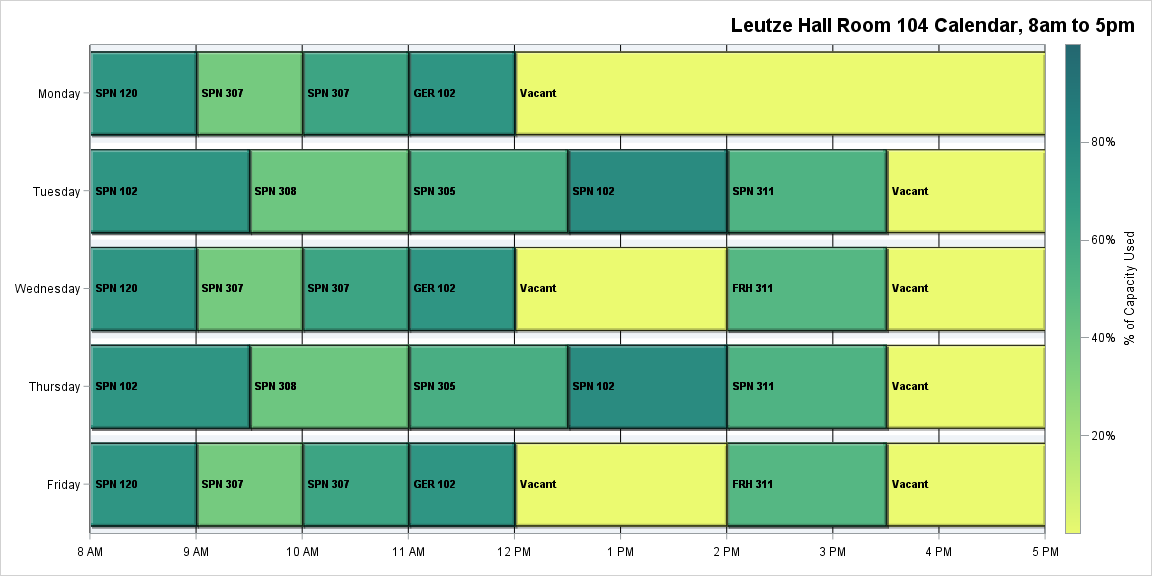 Leutze Hall Room 104 Calendar, 8am to 5pm
Monday SPN 120 SPN 307 SPN 307 GER 102 Vacant
Tuesday SPN 102 SPN 308 SPN 305 SPN 102 SPN 311 Vacant
Wednesday SPN 120 SPN 307 SPN 307 GER 102 Vacant FRH 311 Vacant
Thursday SPN 102 SPN 308 SPN 305 SPN 102 SPN 311 Vacant
Friday SPN 120 SPN 307 SPN 307 GER 102 Vacant FRH 311 Vacant
8 AM 9 AM 10 AM 11 AM 12 PM 1 PM 2 PM 3 PM 4 PM 5 PM
80%
60%
40%
20%
% of Capacity Used